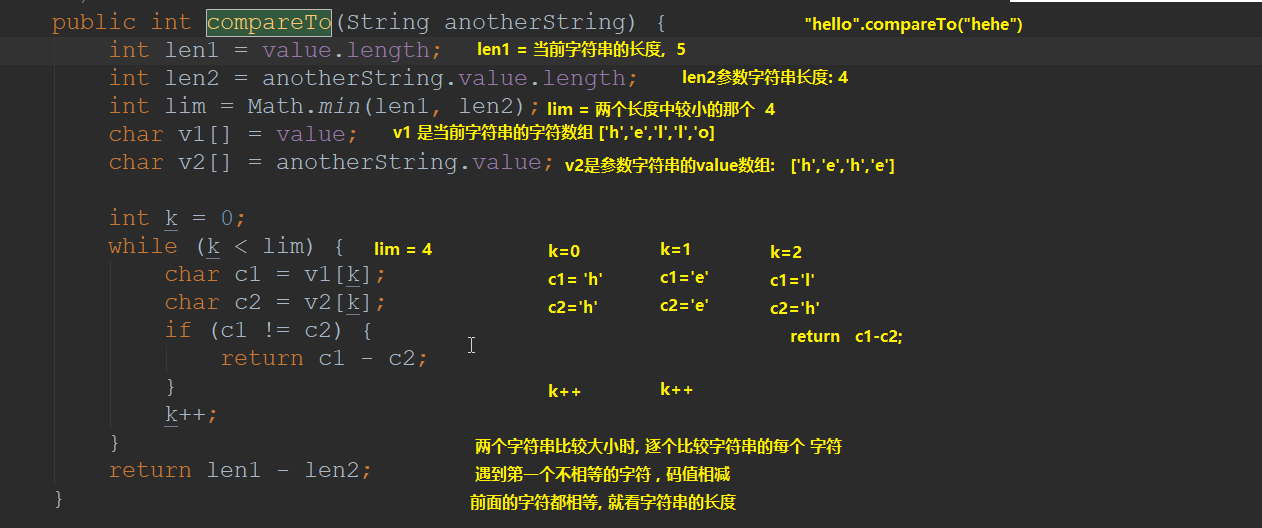 public int compareTo(String anotherString) { "hello".compareTo("hehe")
int len1 = value.length; len1 = 当前字符串的长度, 5
int len2 = anotherString.value.length; len2参数字符串长度: 4
int lim = Math.min(len1, len2); lim = 两个长度中较小的那个 4
char v1[] = value; v1 是当前字符串的字符数组 ['h','e','l','l','o]
char v2[] = anotherString.value; v2是参数字符串的value数组: ['h','e','h','e']
int k = 0;
while (k < lim) { lim = 4 k=0 k=1 k=2
char c1 = v1[k]; c1= 'h' c1='e' c1='l'
char c2 = v2[k]; c2='h' c2='e' c2='h'
if (c1 != c2) { return c1-c2;
return c1 - c2;
} k++ k++
k++;
} 两个字符串比较大小时, 逐个比较字符串的每个 字符
return len1 - len2; 遇到第一个不相等的字符 , 码值相减
} 前面的字符都相等, 就看字符串的长度